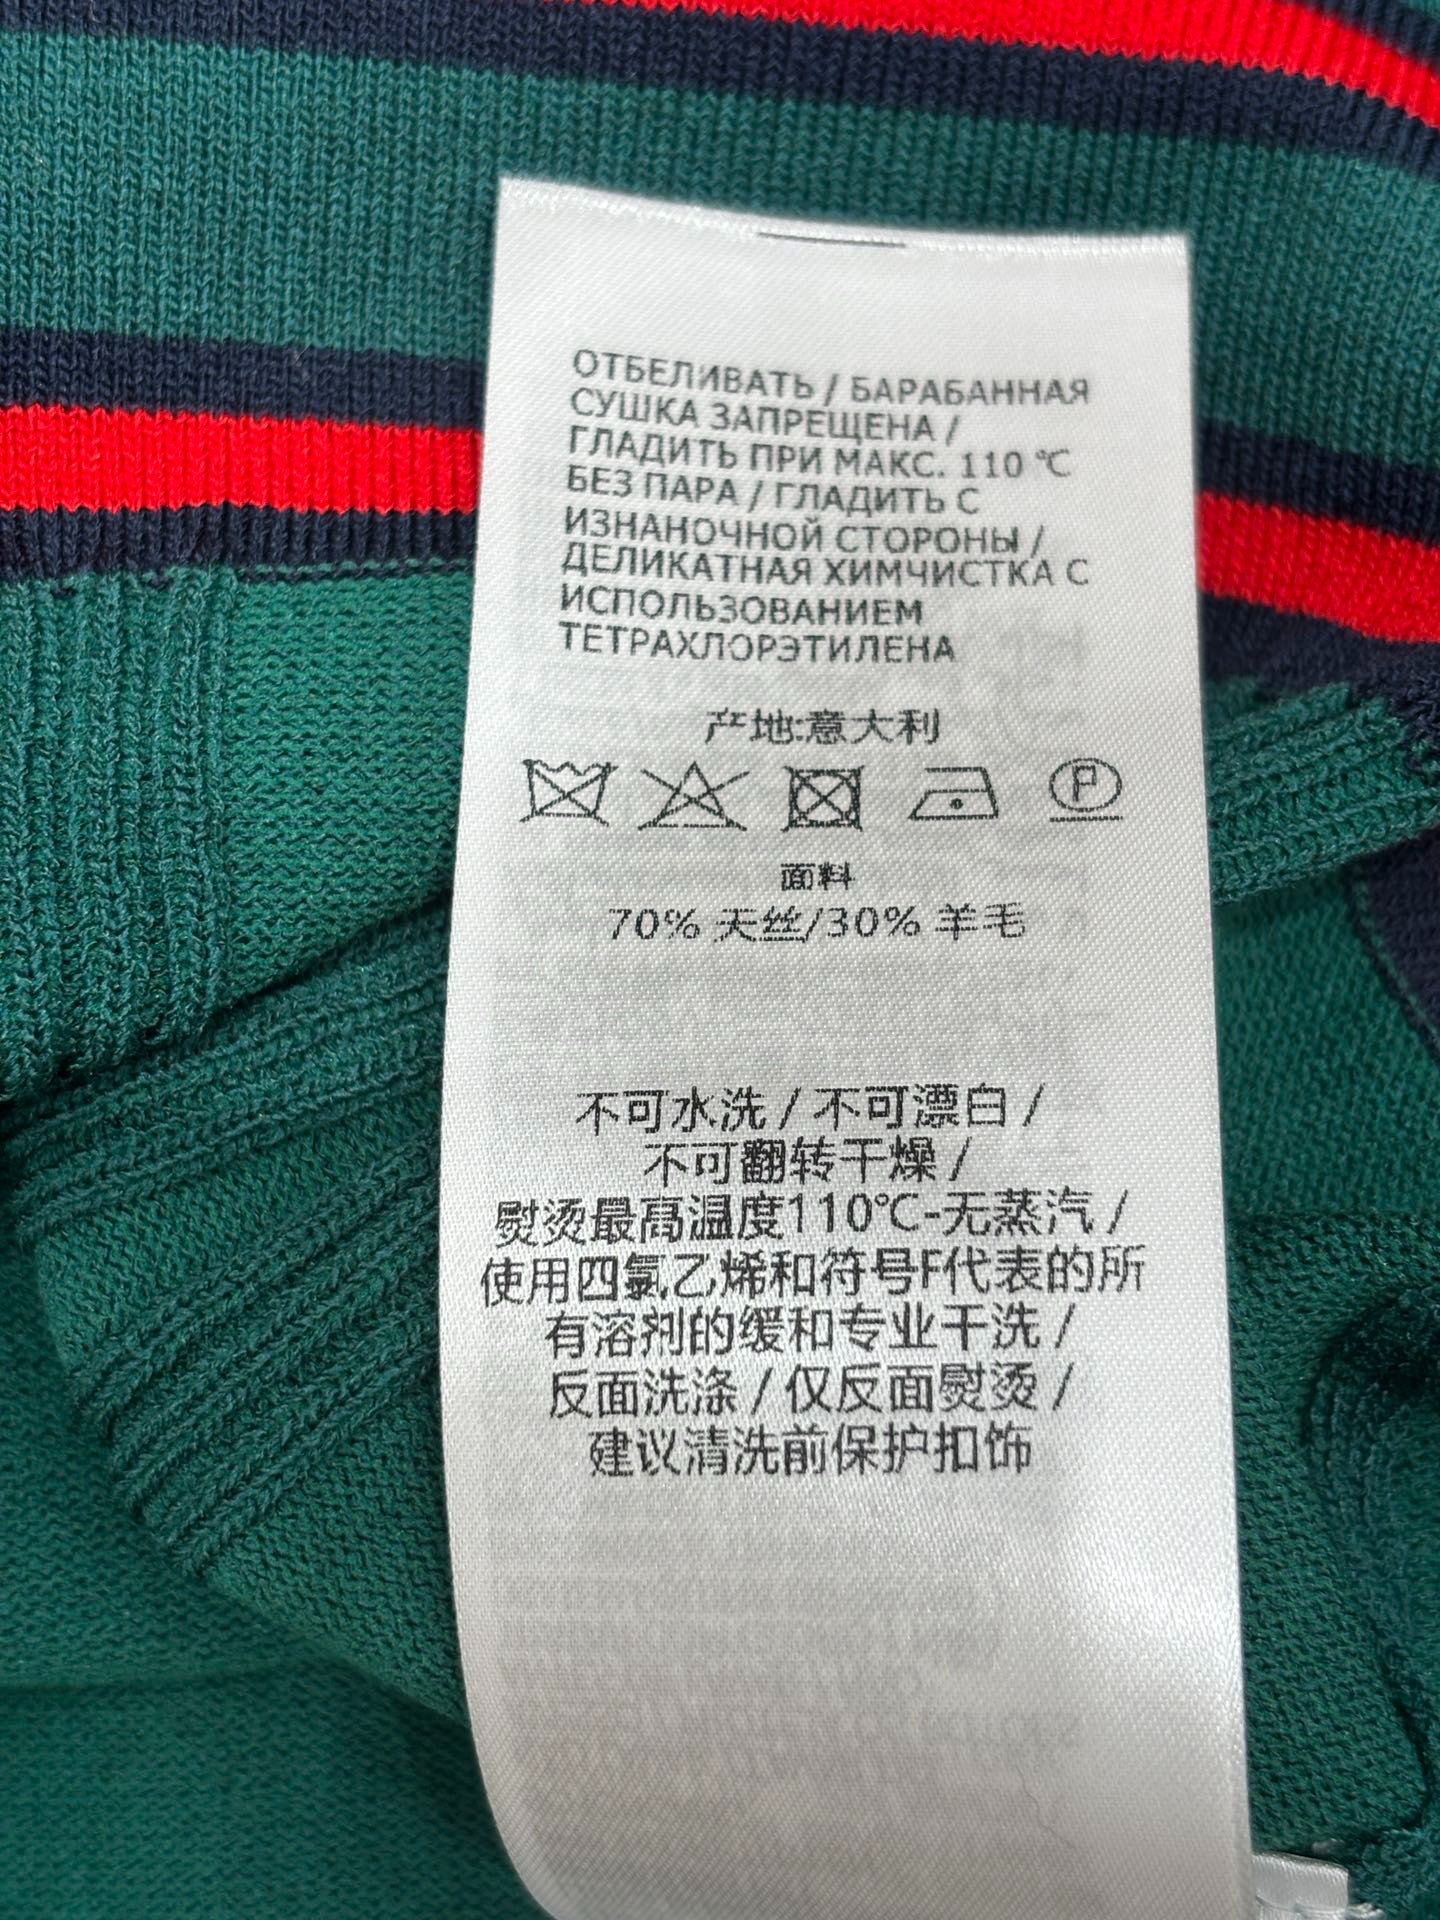 ОТБЕЛИВАТЬ / БАРАБАННАЯ
СУШКА ЗАПРЕЩЕНА /
ГЛАДИТЬ ПРИ МАКС. 110 °C
БЕЗ ПАРА / ГЛАДИТЬ С
ИЗНАНОЧНОЙ СТОРОНЫ /
ДЕЛИКАТНАЯ ХИМЧИСТКА С
ИСПОЛЬЗОВАНИЕМ
ТЕТРАХЛОРЭТИЛЕНА
产地:意大利
P
面料
70% 天丝/30% 羊毛
不可水洗 / 不可漂白 /
不可翻转干燥 /
熨烫最高温度110℃-无蒸汽 /
使用四氯乙烯和符号F代表的所
有溶剂的缓和专业干洗 /
反面洗涤 / 仅反面熨烫 /
建议清洗前保护扣饰